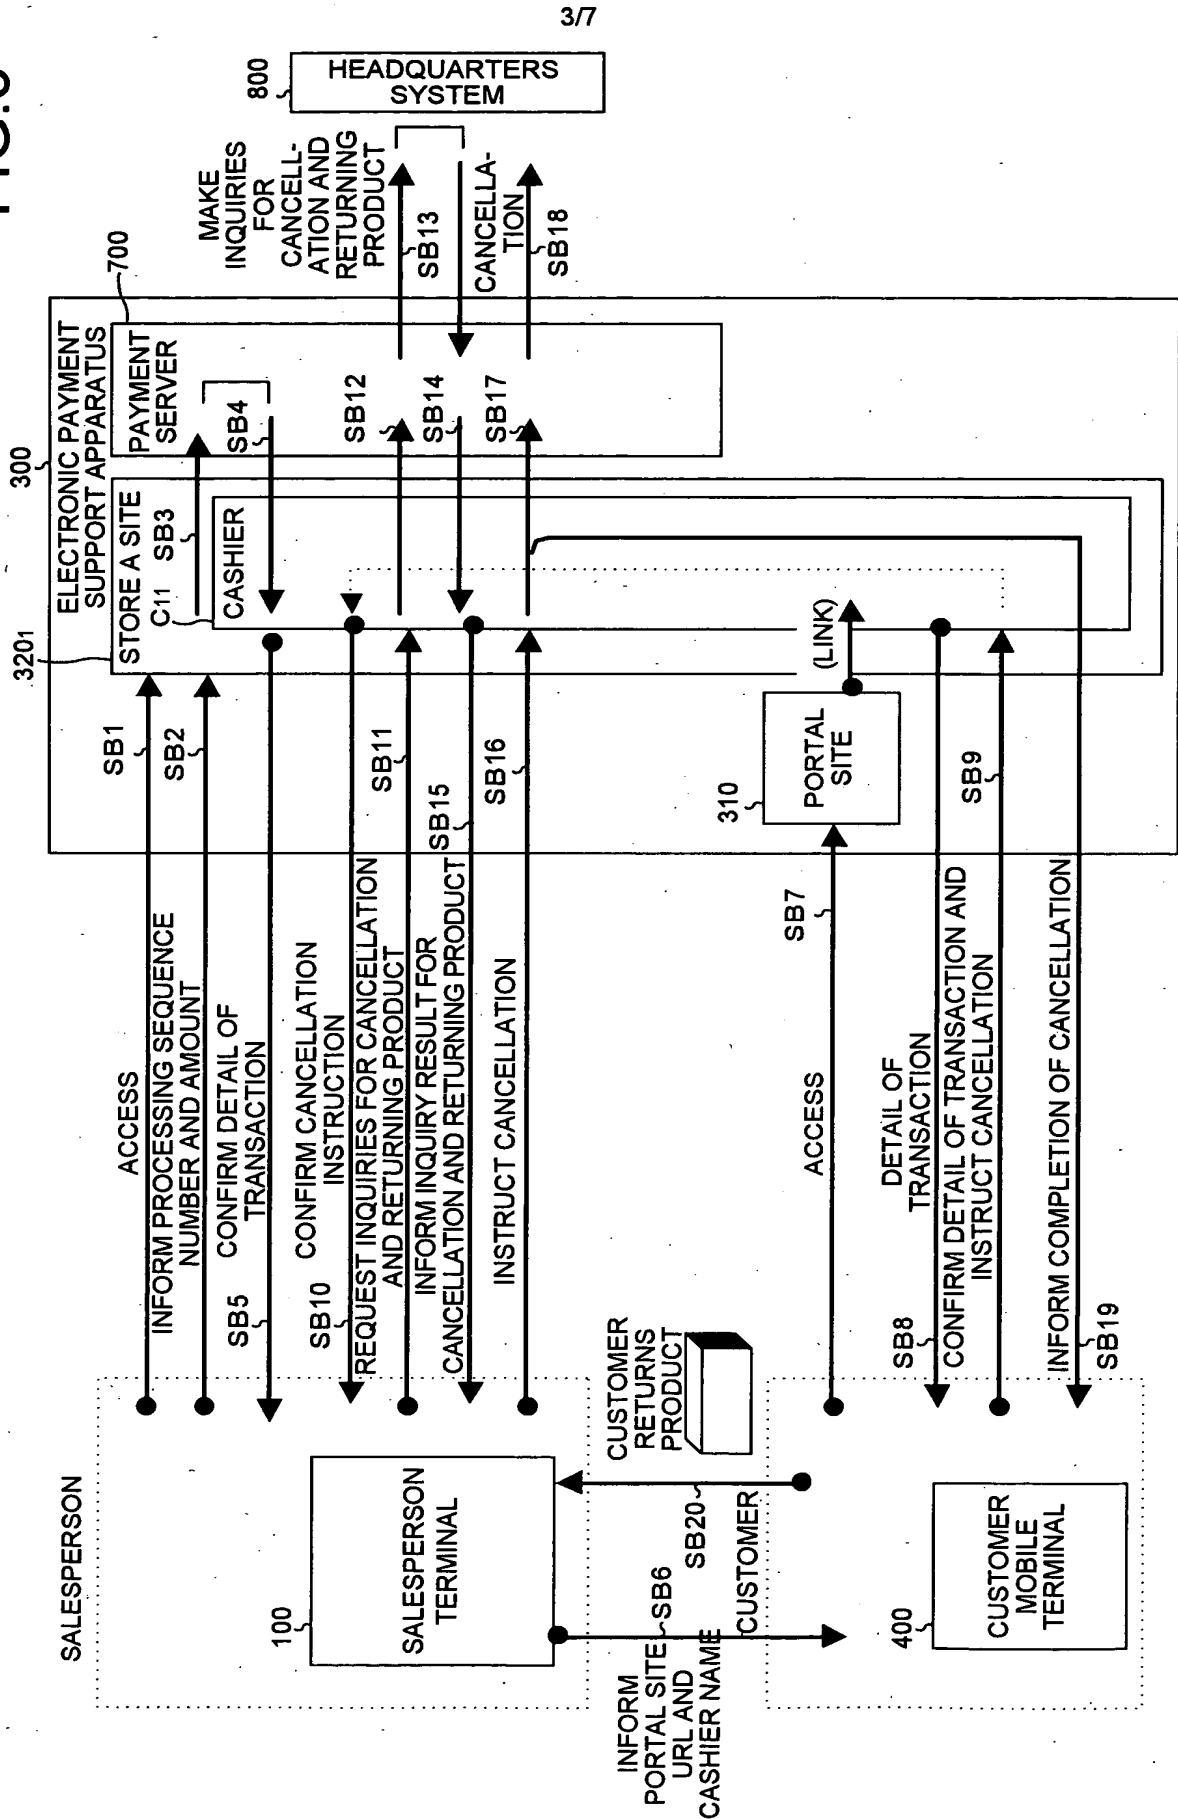 3/7
FIG.3
SALESPERSON
100
SALESPERSON
TERMINAL
ACCESS
SB1
INFORM PROCESSING SEQUENCE
NUMBER AND AMOUNT
SB2
CONFIRM DETAIL OF
TRANSACTION
SB5
CONFIRM CANCELLATION
INSTRUCTION
SB10
REQUEST INQUIRIES FOR CANCELLATION
AND RETURNING PRODUCT
SB11
INFORM INQUIRY RESULT FOR
CANCELLATION AND RETURNING PRODUCT
SB15
INSTRUCT CANCELLATION
SB16
300
ELECTRONIC PAYMENT
SUPPORT APPARATUS
3201
STORE A SITE
C11
CASHIER
SB3
SB4
700
PAYMENT
SERVER
SB12
SB14
SB17
MAKE
INQUIRIES
FOR
CANCELL-
ATION AND
RETURNING
PRODUCT
SB13
CANCELLA-
TION
SB18
800
HEADQUARTERS
SYSTEM
INFORM
PORTAL SITE
URL AND
CASHIER NAME
SB6
SB20
CUSTOMER
RETURNS
PRODUCT
CUSTOMER
400
CUSTOMER
MOBILE
TERMINAL
ACCESS
SB7
310
PORTAL
SITE
(LINK)
DETAIL OF
TRANSACTION
SB8
CONFIRM DETAIL OF TRANSACTION AND
INSTRUCT CANCELLATION
SB9
INFORM COMPLETION OF CANCELLATION
SB19